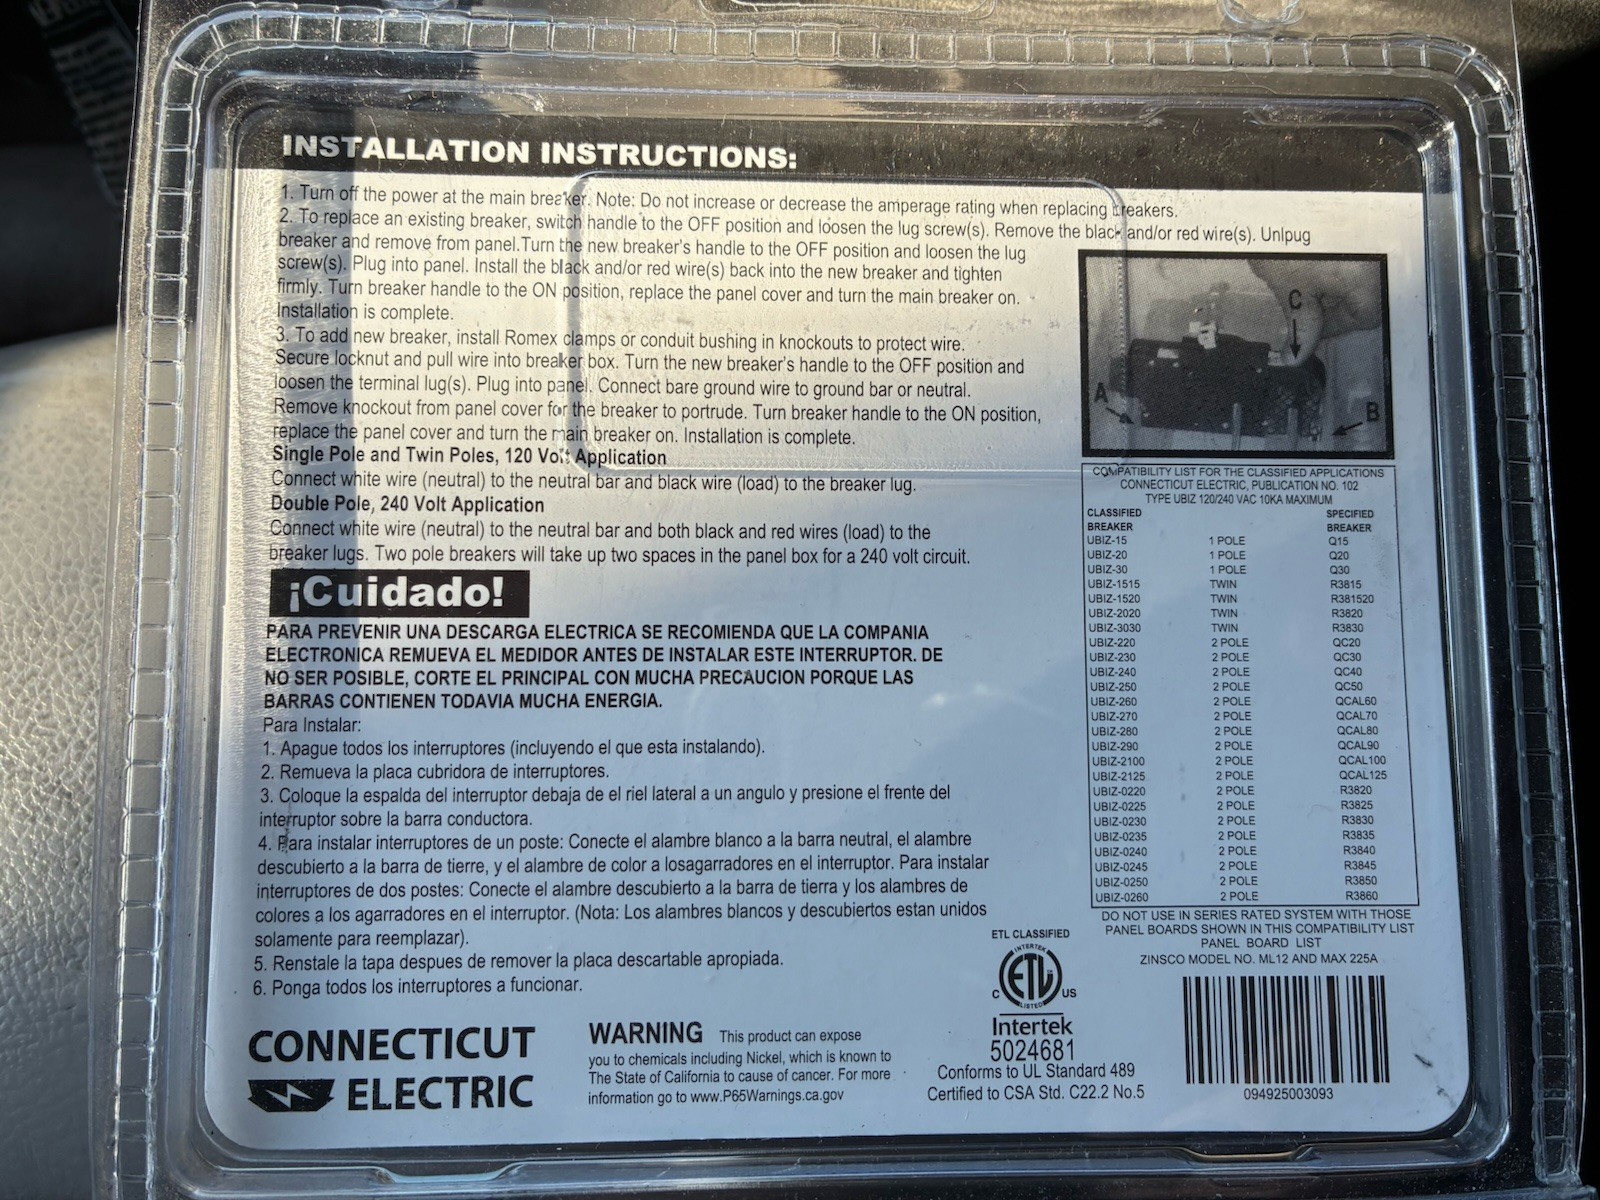 INSTALLATION INSTRUCTIONS:
1. Turn off the power at the main breaker. Note: Do not increase or decrease the amperage rating when replacing breakers.
2. To replace an existing breaker, switch handle to the OFF position and loosen the lug screw(s). Remove the black and/or red wire(s). Unlpug
breaker and remove from panel.Turn the new breaker's handle to the OFF position and loosen the lug
screw(s). Plug into panel. Install the black and/or red wire(s) back into the new breaker and tighten
firmly. Turn breaker handle to the ON position, replace the panel cover and turn the main breaker on.
Installation is complete.
3. To add new breaker, install Romex clamps or conduit bushing in knockouts to protect wire.
Secure locknut and pull wire into breaker box. Turn the new breaker's handle to the OFF position and
loosen the terminal lug(s). Plug into panel. Connect bare ground wire to ground bar or neutral.
Remove knockout from panel cover for the breaker to portrude. Turn breaker handle to the ON position,
replace the panel cover and turn the main breaker on. Installation is complete.
Single Pole and Twin Poles, 120 Volt Application
Connect white wire (neutral) to the neutral bar and black wire (load) to the breaker lug.
Double Pole, 240 Volt Application
Connect white wire (neutral) to the neutral bar and both black and red wires (load) to the
breaker lugs. Two pole breakers will take up two spaces in the panel box for a 240 volt circuit.
¡Cuidado!
PARA PREVENIR UNA DESCARGA ELECTRICA SE RECOMIENDA QUE LA COMPANIA
ELECTRONICA REMUEVA EL MEDIDOR ANTES DE INSTALAR ESTE INTERRUPTOR. DE
NO SER POSIBLE, CORTE EL PRINCIPAL CON MUCHA PRECAUCION PORQUE LAS
BARRAS CONTIENEN TODAVIA MUCHA ENERGIA.
Para Instalar:
1. Apague todos los interruptores (incluyendo el que esta instalando).
2. Remueva la placa cubridora de interruptores.
3. Coloque la espalda del interruptor debaja de el riel lateral a un angulo y presione el frente del
interruptor sobre la barra conductora.
4. Para instalar interruptores de un poste: Conecte el alambre blanco a la barra neutral, el alambre
descubierto a la barra de tierre, y el alambre de color a losagarradores en el interruptor. Para instalar
interruptores de dos postes: Conecte el alambre descubierto a la barra de tierra y los alambres de
colores a los agarradores en el interruptor. (Nota: Los alambres blancos y descubiertos estan unidos
solamente para reemplazar).
5. Renstale la tapa despues de remover la placa descartable apropiada.
6. Ponga todos los interruptores a funcionar.
C
A
B
COMPATIBILITY LIST FOR THE CLASSIFIED APPLICATIONS
CONNECTICUT ELECTRIC, PUBLICATION NO. 102
TYPE UBIZ 120/240 VAC 10KA MAXIMUM
CLASSIFIED SPECIFIED
BREAKER BREAKER
UBIZ-15 1 POLE Q15
UBIZ-20 1 POLE Q20
UBIZ-30 1 POLE Q30
UBIZ-1515 TWIN R3815
UBIZ-1520 TWIN R381520
UBIZ-2020 TWIN R3820
UBIZ-3030 TWIN R3830
UBIZ-220 2 POLE QC20
UBIZ-230 2 POLE QC30
UBIZ-240 2 POLE QC40
UBIZ-250 2 POLE QC50
UBIZ-260 2 POLE QCAL60
UBIZ-270 2 POLE QCAL70
UBIZ-280 2 POLE QCAL80
UBIZ-290 2 POLE QCAL90
UBIZ-2100 2 POLE QCAL100
UBIZ-2125 2 POLE QCAL125
UBIZ-0220 2 POLE R3820
UBIZ-0225 2 POLE R3825
UBIZ-0230 2 POLE R3830
UBIZ-0235 2 POLE R3835
UBIZ-0240 2 POLE R3840
UBIZ-0245 2 POLE R3845
UBIZ-0250 2 POLE R3850
UBIZ-0260 2 POLE R3860
DO NOT USE IN SERIES RATED SYSTEM WITH THOSE
PANEL BOARDS SHOWN IN THIS COMPATIBILITY LIST
PANEL BOARD LIST
ZINSCO MODEL NO. ML12 AND MAX 225A
CONNECTICUT
ELECTRIC
WARNING This product can expose
you to chemicals including Nickel, which is known to
The State of California to cause of cancer. For more
information go to www.P65Warnings.ca.gov
ETL CLASSIFIED
INTERTEK
C ETL US
LISTED
Intertek
5024681
Conforms to UL Standard 489
Certified to CSA Std. C22.2 No.5
094925003093